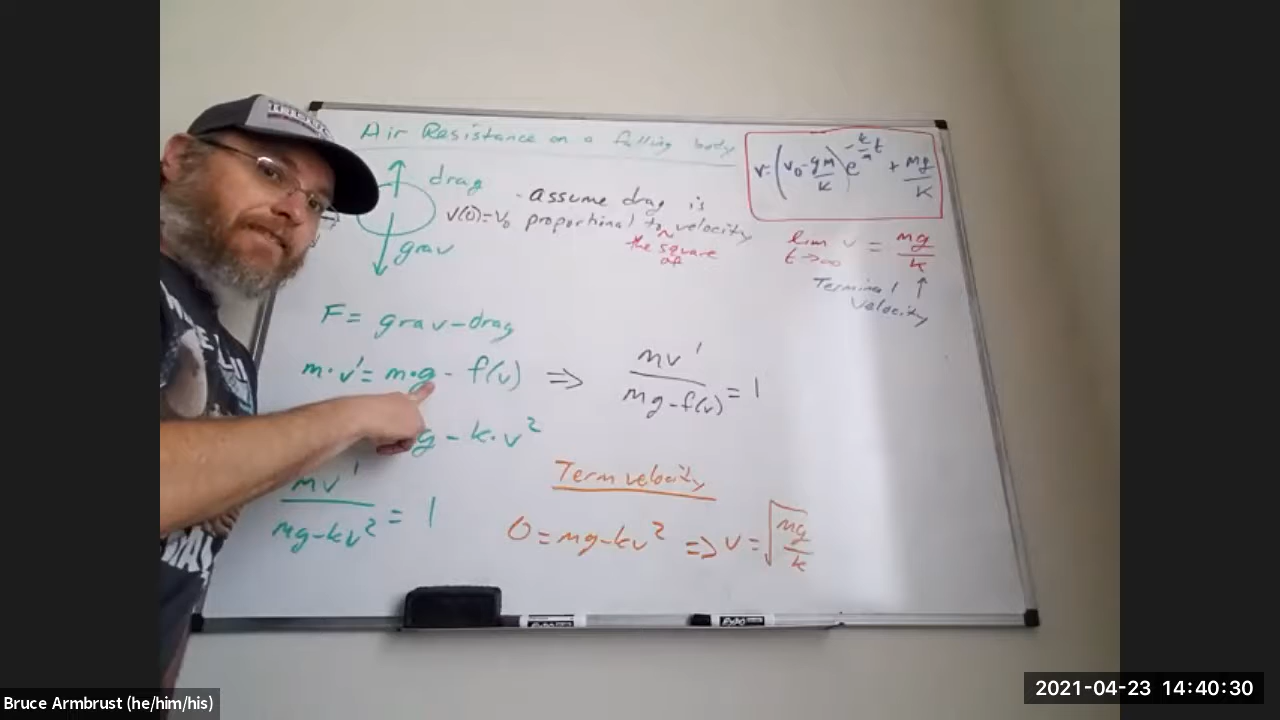 Air Resistance on a falling body
drag
grav
v(0)=v₀
- assume drag is
proportional to velocity
the square
of
v=(v₀-gm/k)e^(-k/m t) + mg/k
lim t→∞ v = mg/k
Terminal ↑
velocity
F= grav-drag
m·v'= m·g - f(v) ⇒ mv'/(mg-f(v)) = 1
g - k·v²
mv'/(mg-kv²) = 1
Term velocity
0=mg-kv² ⇒ v=√(mg/k)
EXPO
Bruce Armbrust (he/him/his)
2021-04-23 14:40:30